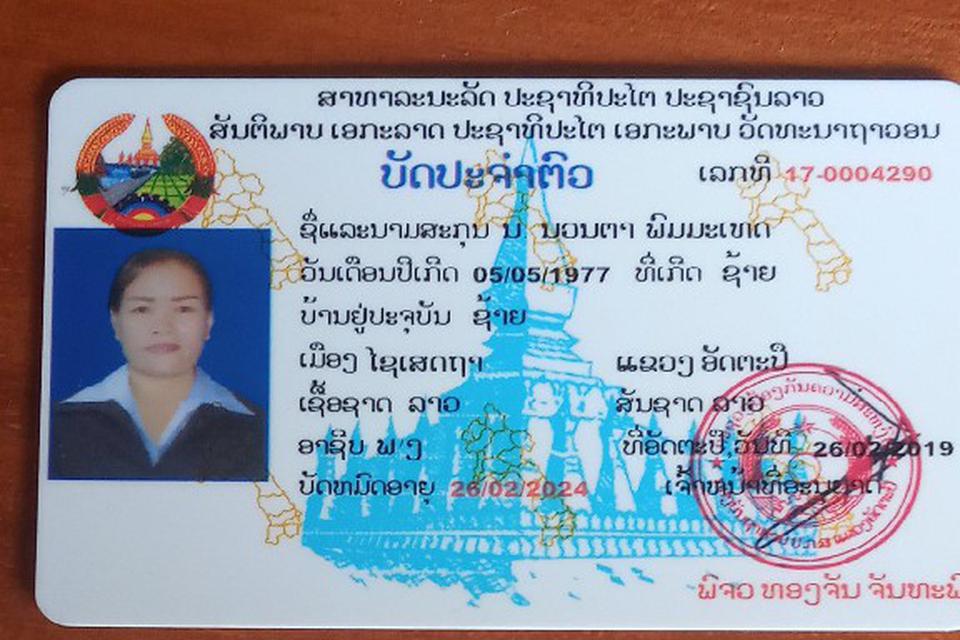 ສາທາລະນະລັດ ປະຊາທິປະໄຕ ປະຊາຊົນລາວ
ສັນຕິພາບ ເອກະລາດ ປະຊາທິປະໄຕ ເອກະພາບ ວັດທະນາຖາວອນ
ບັດປະຈຳຕົວ ເລກທີ 17-0004290
ຊື່ແລະນາມສະກຸນ ນ. ນວນຕາ ພິມມະເທດ
ວັນເດືອນປີເກີດ 05/05/1977 ທີ່ເກີດ ຊ້າຍ
ບ້ານຢູ່ປະຈຸບັນ ຊ້າຍ
ເມືອງ ໄຊເສດຖາ ແຂວງ ອັດຕະປື
ເຊື້ອຊາດ ລາວ ສັນຊາດ ລາວ
ອາຊີບ ທີ່ອັດຕະປື,ວັນທີ 26/02/2019
ບັດຫມົດອາຍຸ 26/02/2024 ເຈົ້າຫນ້າທີ່ອະນຸຍາດ
ພົຈວ ທອງຈັນ